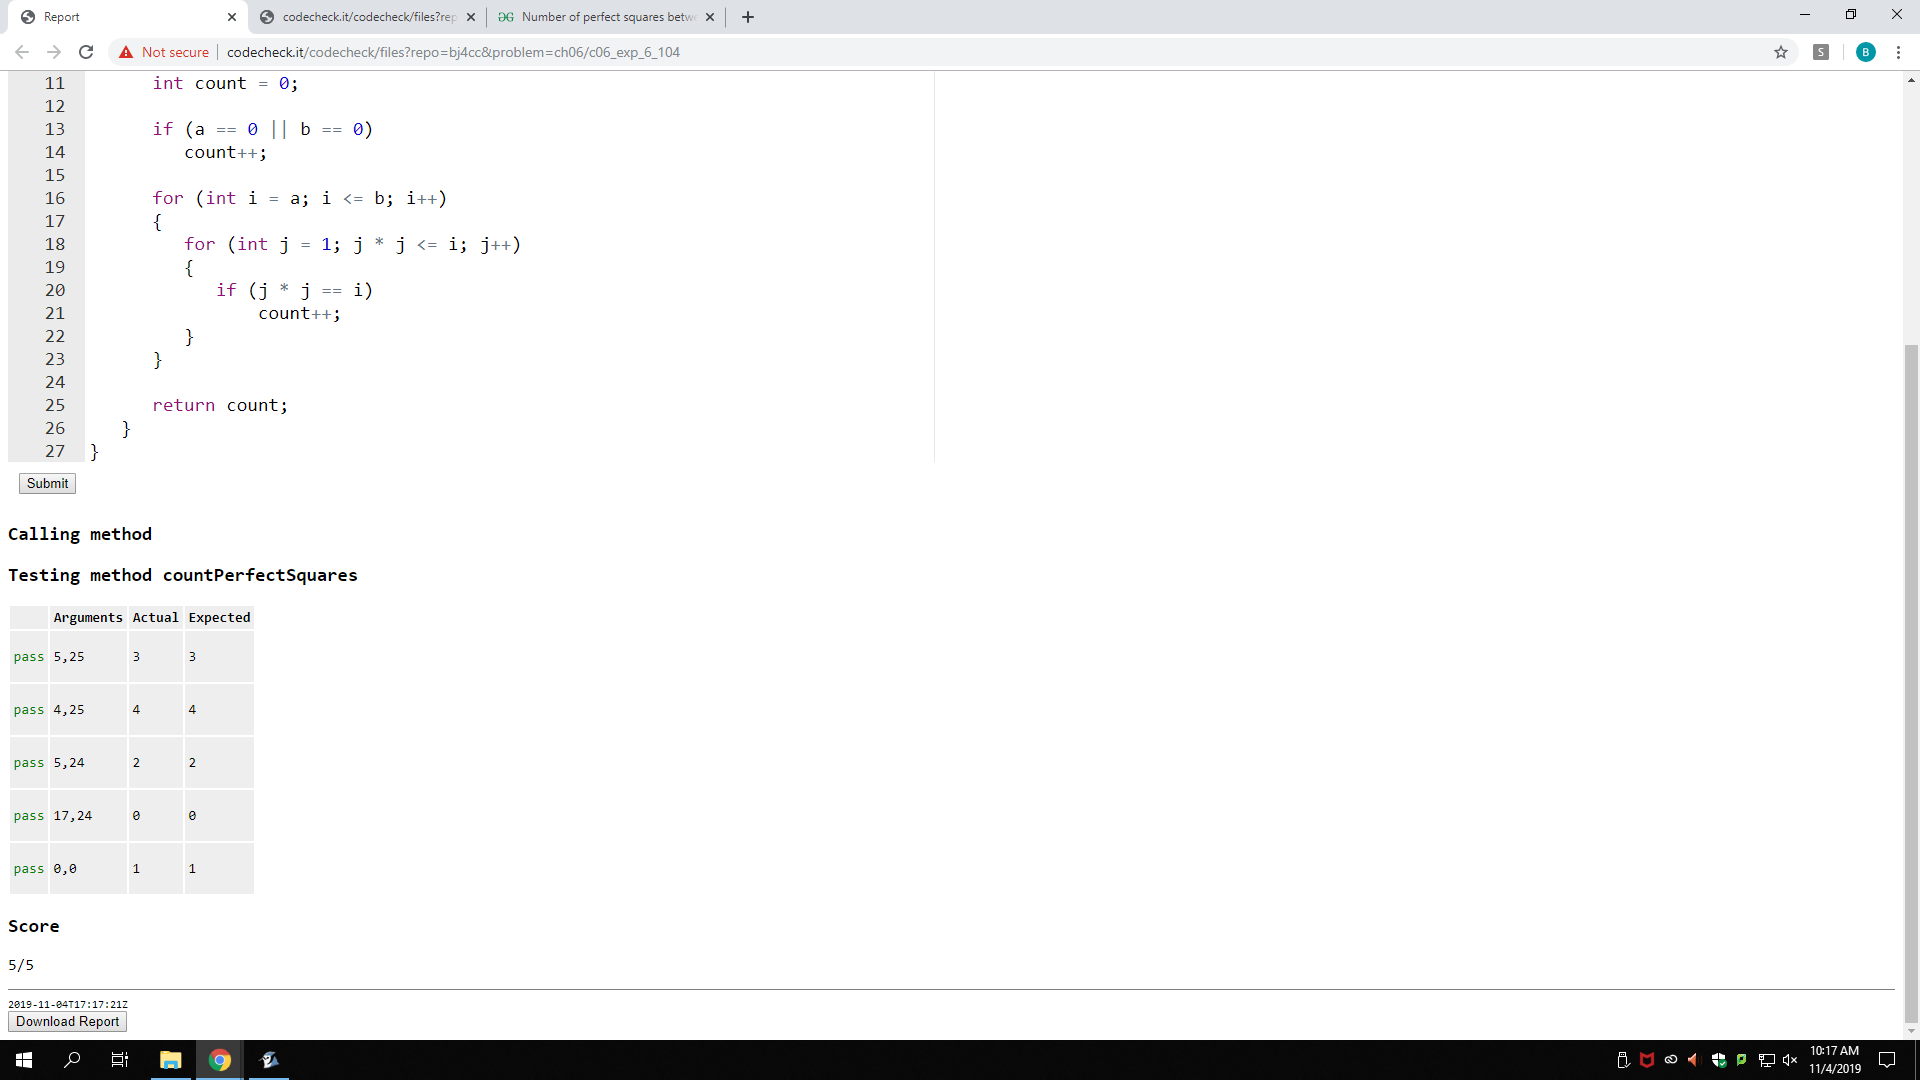 Report
codecheck.it/codecheck/files?rep
Number of perfect squares betw
Not secure
codecheck.it/codecheck/files?repo=bj4cc&problem=ch06/c06_exp_6_104
S
B
11 int count = 0;
12
13 if (a == 0 || b == 0)
14 count++;
15
16 for (int i = a; i <= b; i++)
17 {
18 for (int j = 1; j * j <= i; j++)
19 {
20 if (j * j == i)
21 count++;
22 }
23 }
24
25 return count;
26 }
27 }
Submit
Calling method
Testing method countPerfectSquares
Arguments Actual Expected
pass 5,25 3 3
pass 4,25 4 4
pass 5,24 2 2
pass 17,24 0 0
pass 0,0 1 1
Score
5/5
2019-11-04T17:17:21Z
Download Report
10:17 AM
11/4/2019